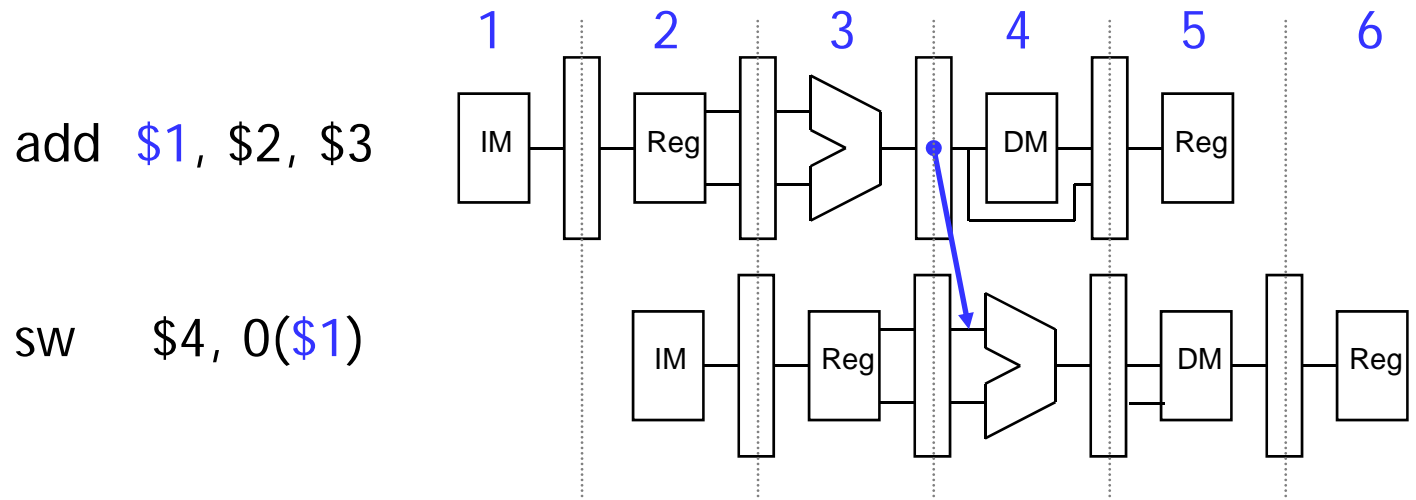 1 2 3 4 5 6
add $1, $2, $3 IM Reg DM Reg
sw $4, 0($1) IM Reg DM Reg